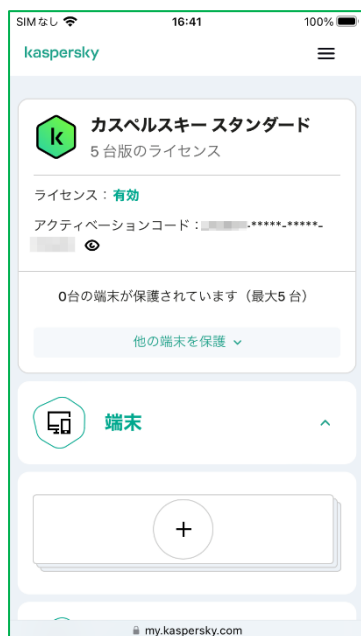 SIMなし 16:41 100%
kaspersky
カスペルスキー スタンダード
5 台版のライセンス
ライセンス：有効
アクティベーションコード：-*****-*****-
0台の端末が保護されています（最大5 台）
他の端末を保護
端末
+
my.kaspersky.com